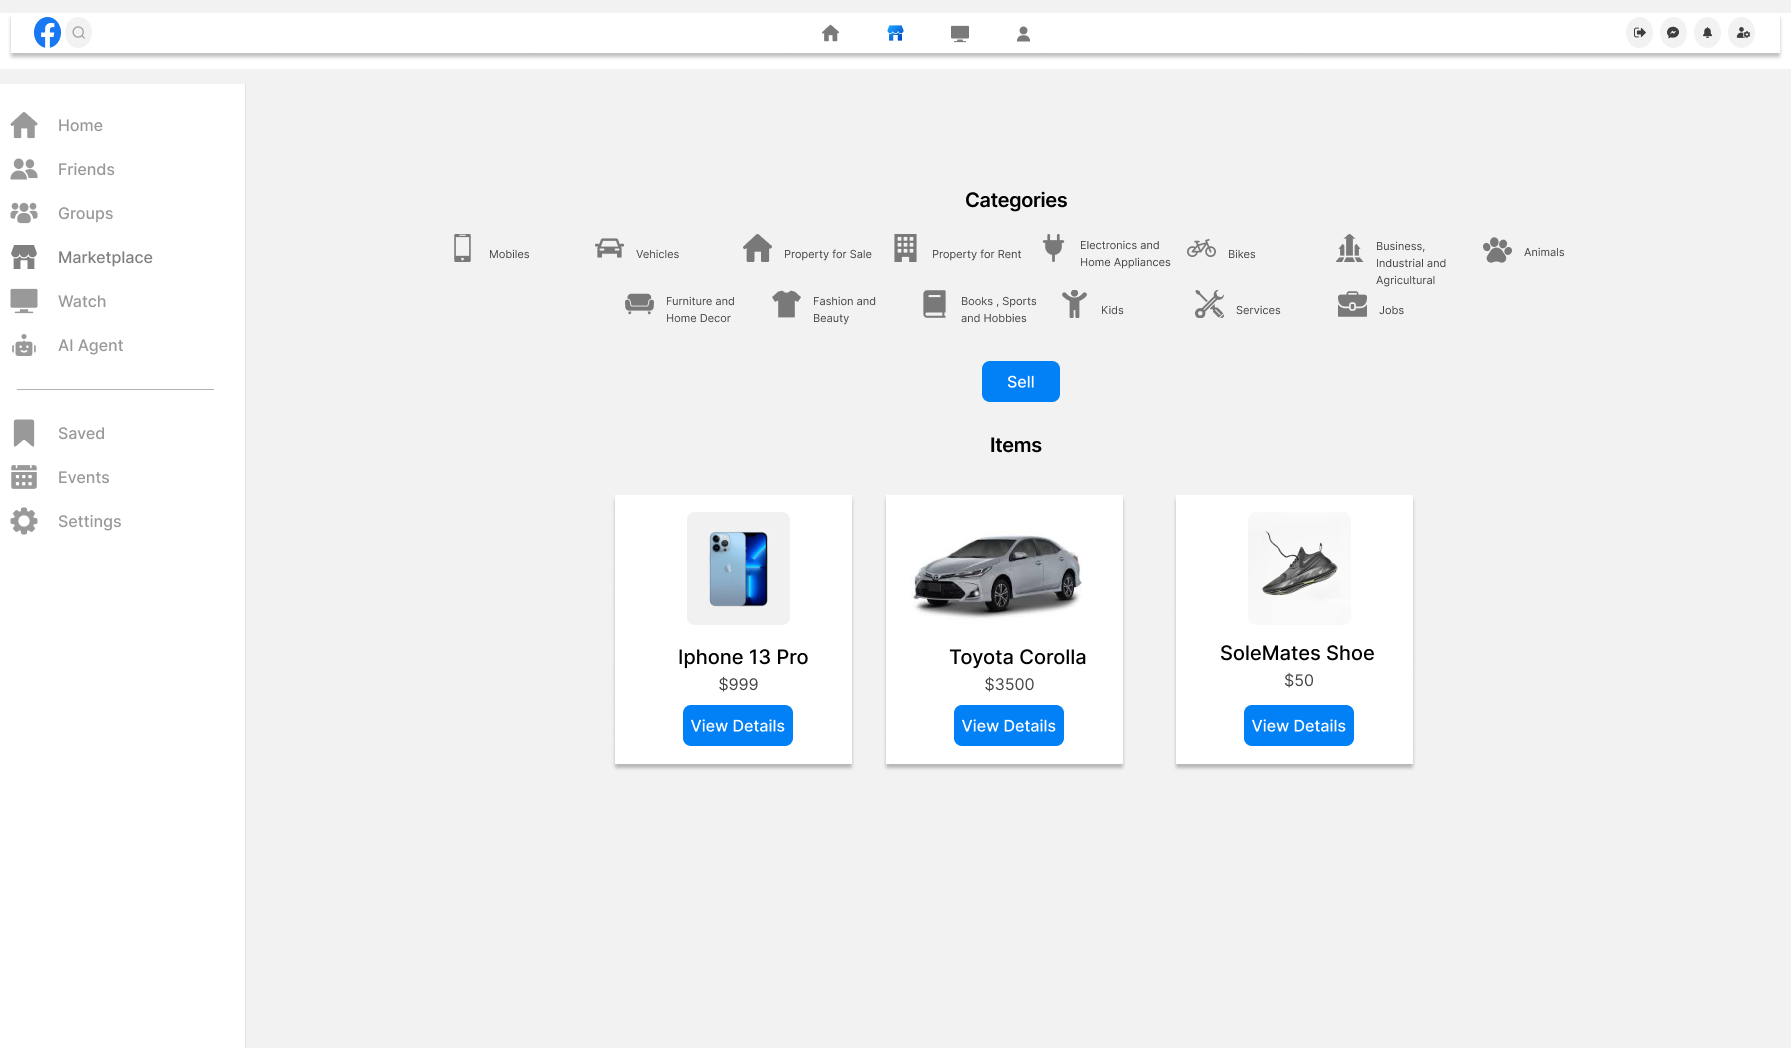 Home
Friends
Groups
Marketplace
Watch
AI Agent
Saved
Events
Settings
Categories
Mobiles
Vehicles
Property for Sale
Property for Rent
Electronics and
Home Appliances
Bikes
Business,
Industrial and
Agricultural
Animals
Furniture and
Home Decor
Fashion and
Beauty
Books , Sports
and Hobbies
Kids
Services
Jobs
Sell
Items
Iphone 13 Pro
$999
View Details
Toyota Corolla
$3500
View Details
SoleMates Shoe
$50
View Details